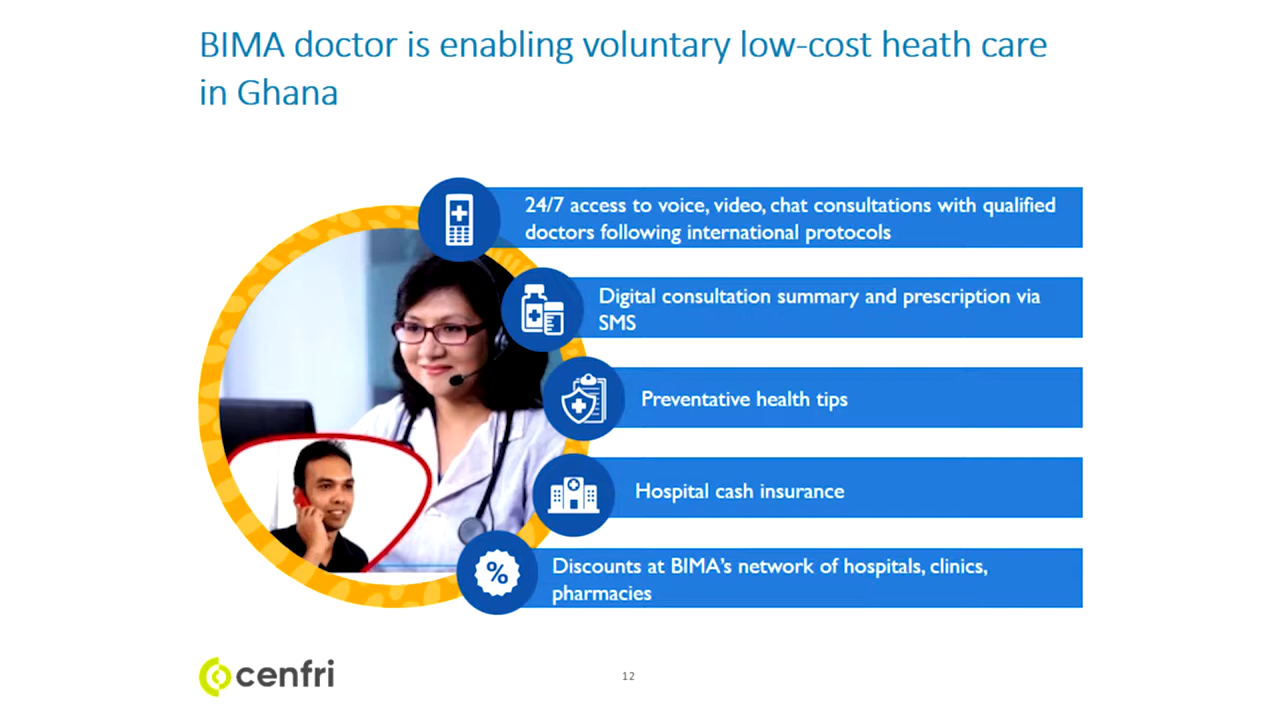 BIMA doctor is enabling voluntary low-cost heath care
in Ghana
24/7 access to voice, video, chat consultations with qualified
doctors following international protocols
Digital consultation summary and prescription via
SMS
Preventative health tips
Hospital cash insurance
%
Discounts at BIMA's network of hospitals, clinics,
pharmacies
cenfri
12